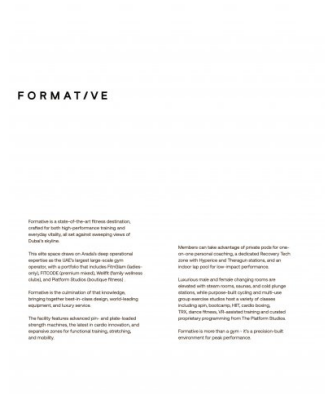 FORMATIVE
Formative is a state-of-the-art fitness destination,
crafted for both high-performance training and
everyday vitality, all set against sweeping views of
Dubai's skyline.
This elite space draws on Arada's deep operational
expertise as the UAE's largest large-scale gym
operator, with a portfolio that includes FitnGlam (ladies-
only), FITCODE (premium mixed), Wellfit (family wellness
clubs), and Platform Studios (boutique fitness)
Formative is the culmination of that knowledge,
bringing together best-in-class design, world-leading
equipment, and luxury.
The facility features advanced pin- and plate-loaded
strength machines, the latest in cardio innovation, and
expansive zones for functional training, stretching,
and mobility.
Members can take advantage of private pods for one-
on-one personal coaching, a dedicated Recovery Tech
zone with Hyperice and Theragun stations, and an
indoor lap pool for low-impact performance.
Luxurious male and female changing rooms are
elevated with steam rooms, saunas, and cold plunge
stations, while purpose-built cycling and multi-use
group exercise studios host a variety of classes
including spin, bootcamp, HIIT, cardio boxing,
TRX, dance fitness, VR-assisted training and curated
proprietary programming from The Platform Studios.
Formative is more than a gym - it's a precision-built
environment for peak performance.